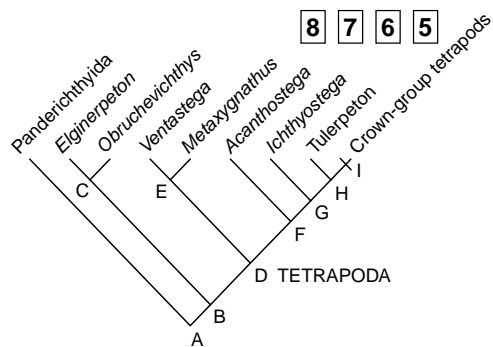 8 7 6 5
Panderichthyida
Elginerpeton
Obruchevichthys
Ventastega
Metaxygnathus
Acanthostega
Ichthyostega
Tulerpeton
Crown-group tetrapods
C
E
I
H
G
F
D TETRAPODA
B
A